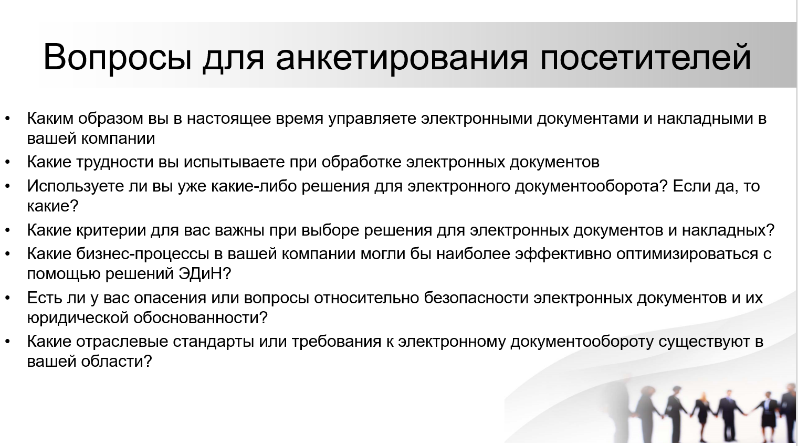 Вопросы для анкетирования посетителей
• Каким образом вы в настоящее время управляете электронными документами и накладными в
вашей компании
• Какие трудности вы испытываете при обработке электронных документов
• Используете ли вы уже какие-либо решения для электронного документооборота? Если да, то
какие?
• Какие критерии для вас важны при выборе решения для электронных документов и накладных?
• Какие бизнес-процессы в вашей компании могли бы наиболее эффективно оптимизироваться с
помощью решений ЭДиН?
• Есть ли у вас опасения или вопросы относительно безопасности электронных документов и их
юридической обоснованности?
• Какие отраслевые стандарты или требования к электронному документообороту существуют в
вашей области?